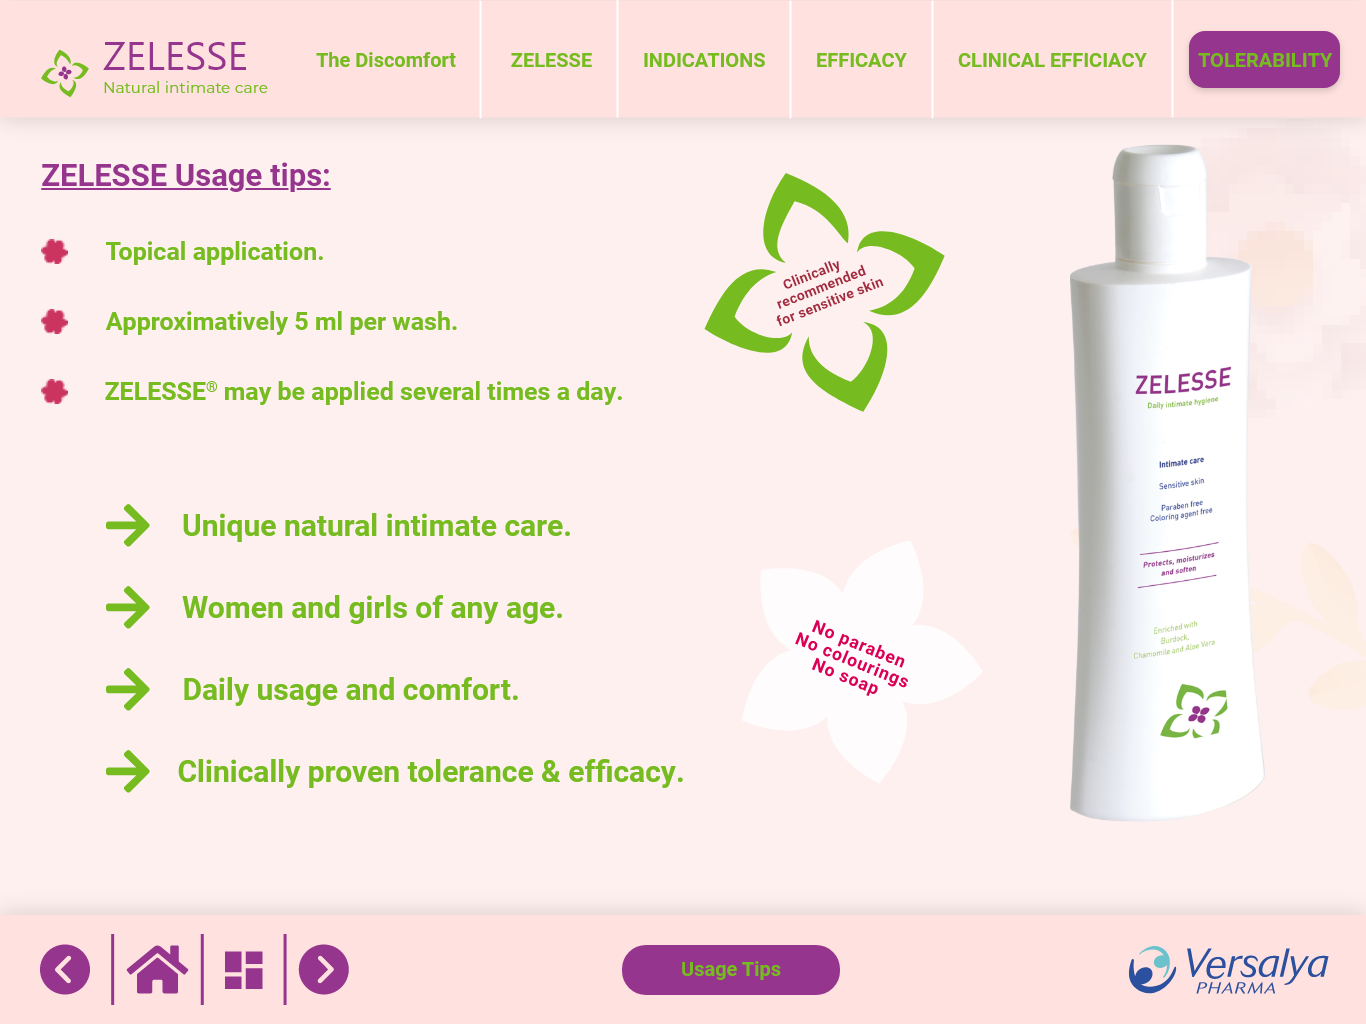 ZELESSE
Natural intimate care
The Discomfort
ZELESSE
INDICATIONS
EFFICACY
CLINICAL EFFICIACY
TOLERABILITY
ZELESSE Usage tips:
Topical application.
Approximatively 5 ml per wash.
ZELESSE® may be applied several times a day.
Unique natural intimate care.
Women and girls of any age.
Daily usage and comfort.
Clinically proven tolerance & efficacy.
Clinically
recommended
for sensitive skin
No paraben
No colourings
No soap
ZELESSE
Daily intimate hygiene
Intimate care
Sensitive skin
Paraben free
Coloring agent free
Protects, moisturizes
and soften
Enriched with
Burdock,
Chamomile and Aloe Vera
Usage Tips
Versalya
PHARMA